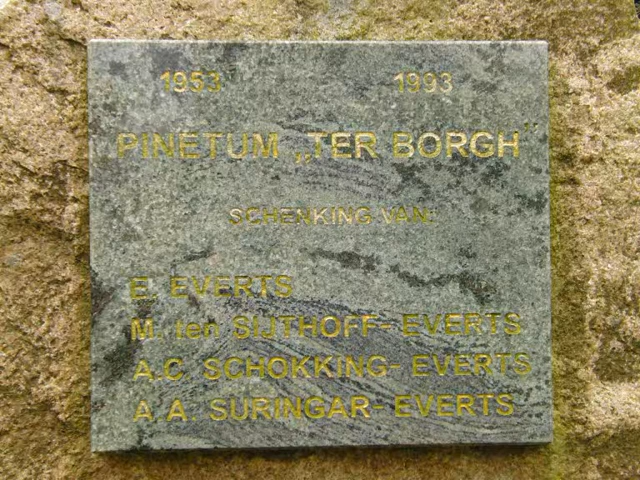 1953 1993
PINETUM „TER BORGH"
SCHENKING VAN:
E. EVERTS
M. ten SIJTHOFF-EVERTS
A.C. SCHOKKING-EVERTS
A.A. SURINGAR-EVERTS